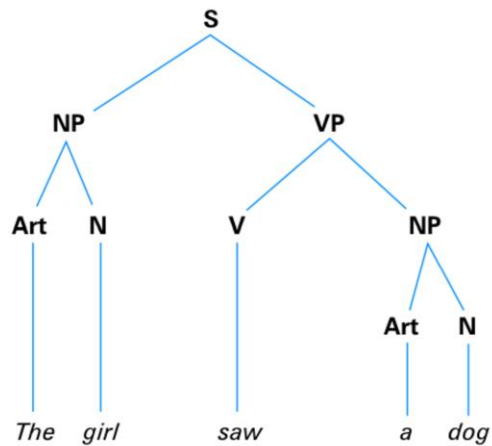 S
NP VP
Art N V NP
Art N
The girl saw a dog